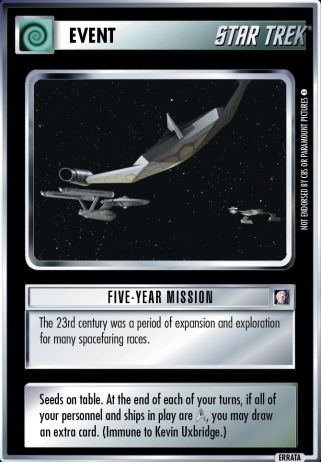 EVENT
STAR TREK®
NOT ENDORSED BY CBS OR PARAMOUNT PICTURES
FIVE-YEAR MISSION
The 23rd century was a period of expansion and exploration
for many spacefaring races.
Seeds on table. At the end of each of your turns, if all of
your personnel and ships in play are , you may draw
an extra card. (Immune to Kevin Uxbridge.)
ERRATA